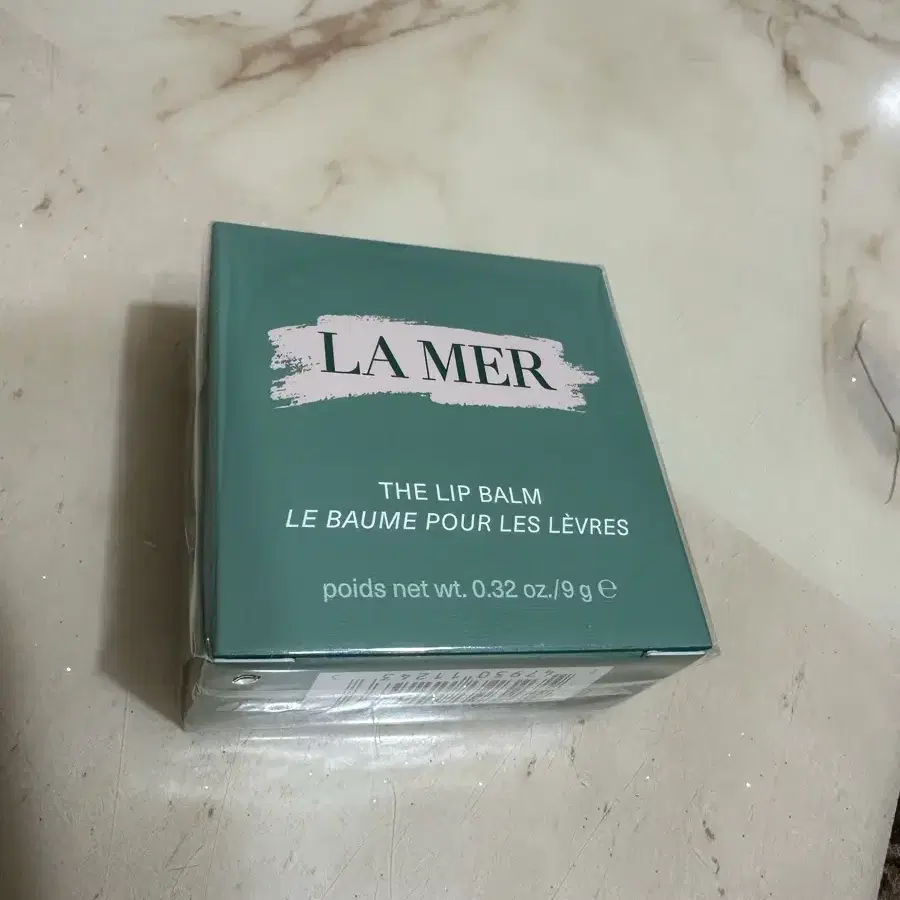 LA MER
THE LIP BALM
LE BAUME POUR LES LÈVRES
poids net wt. 0.32 oz./9 g ℮